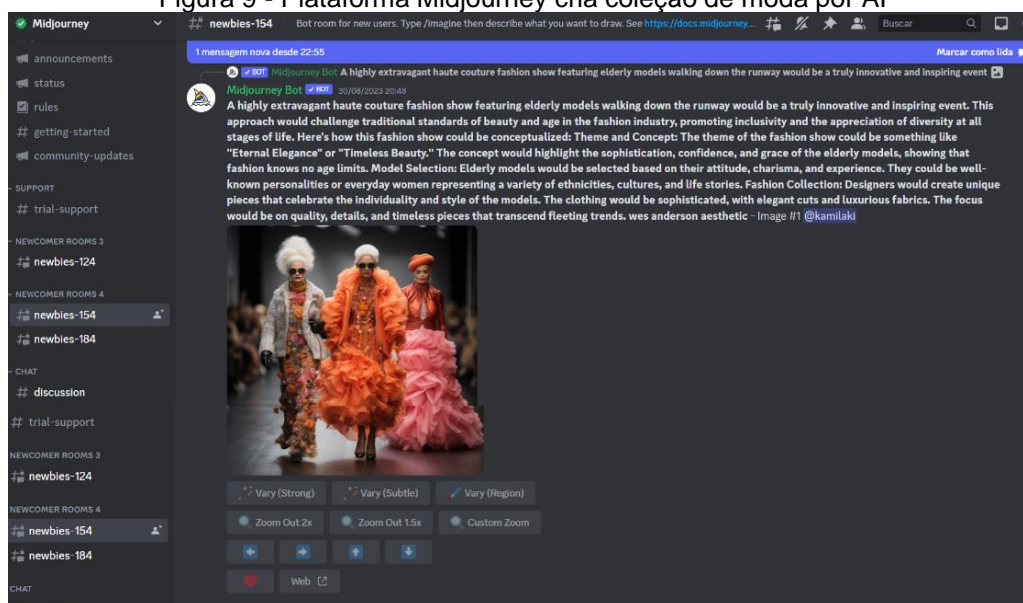 Figura 9 - Plataforma Midjourney cria coleção de moda por AI
Midjourney
announcements
status
rules
getting-started
community-updates
SUPPORT
trial-support
NEWCOMER ROOMS 3
newbies-124
NEWCOMER ROOMS 4
newbies-154
newbies-184
CHAT
discussion
trial-support
NEWCOMER ROOMS 3
newbies-124
NEWCOMER ROOMS 4
newbies-154
newbies-184
CHAT
newbies-154 Bot room for new users. Type /imagine then describe what you want to draw. See https://docs.midjourney...
Buscar
1 mensagem nova desde 22:55 Marcar como lida
BOT Midjourney Bot A highly extravagant haute couture fashion show featuring elderly models walking down the runway would be a truly innovative and inspiring event
Midjourney Bot BOT 30/08/2023 20:48
A highly extravagant haute couture fashion show featuring elderly models walking down the runway would be a truly innovative and inspiring event. This
approach would challenge traditional standards of beauty and age in the fashion industry, promoting inclusivity and the appreciation of diversity at all
stages of life. Here's how this fashion show could be conceptualized: Theme and Concept: The theme of the fashion show could be something like
"Eternal Elegance" or "Timeless Beauty." The concept would highlight the sophistication, confidence, and grace of the elderly models, showing that
fashion knows no age limits. Model Selection: Elderly models would be selected based on their attitude, charisma, and experience. They could be well-
known personalities or everyday women representing a variety of ethnicities, cultures, and life stories. Fashion Collection: Designers would create unique
pieces that celebrate the individuality and style of the models. The clothing would be sophisticated, with elegant cuts and luxurious fabrics. The focus
would be on quality, details, and timeless pieces that transcend fleeting trends. wes anderson aesthetic - Image #1 @kamilaki
Vary (Strong) Vary (Subtle) Vary (Region)
Zoom Out 2x Zoom Out 1.5x Custom Zoom
Web